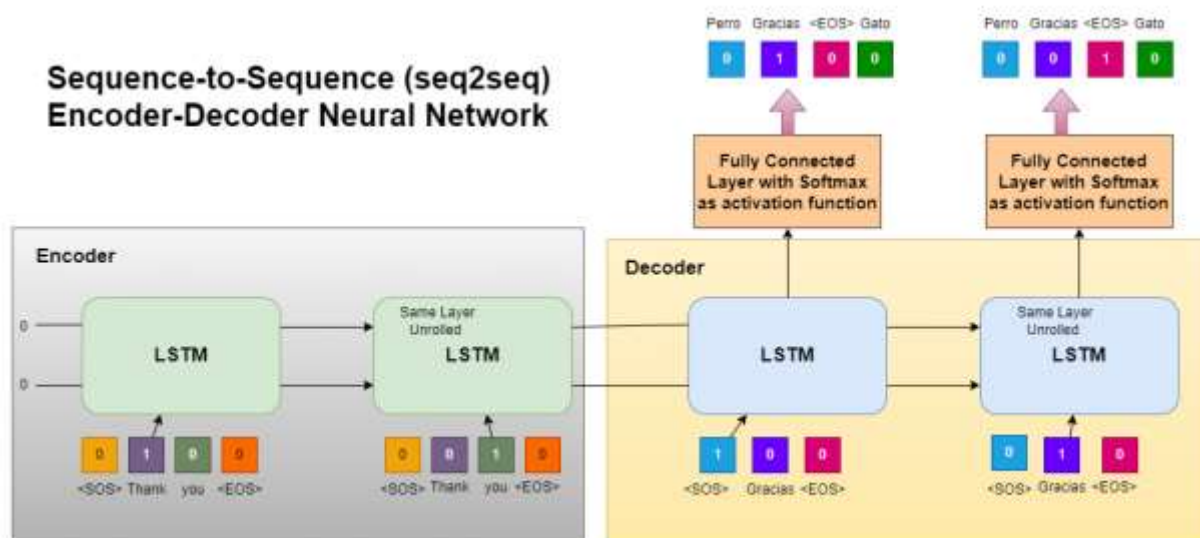 Sequence-to-Sequence (seq2seq)
Encoder-Decoder Neural Network
Perro Gracias <EOS> Gato
0 1 0 0
Perro Gracias <EOS> Gato
0 0 1 0
Fully Connected
Layer with Softmax
as activation function
Fully Connected
Layer with Softmax
as activation function
Encoder
0
0
LSTM
Same Layer
Unrolled
LSTM
0 1 0 0
<SOS> Thank you <EOS>
0 0 1 0
<SOS> Thank you <EOS>
Decoder
LSTM
Same Layer
Unrolled
LSTM
1 0 0
<SOS> Gracias <EOS>
0 1 0
<SOS> Gracias <EOS>